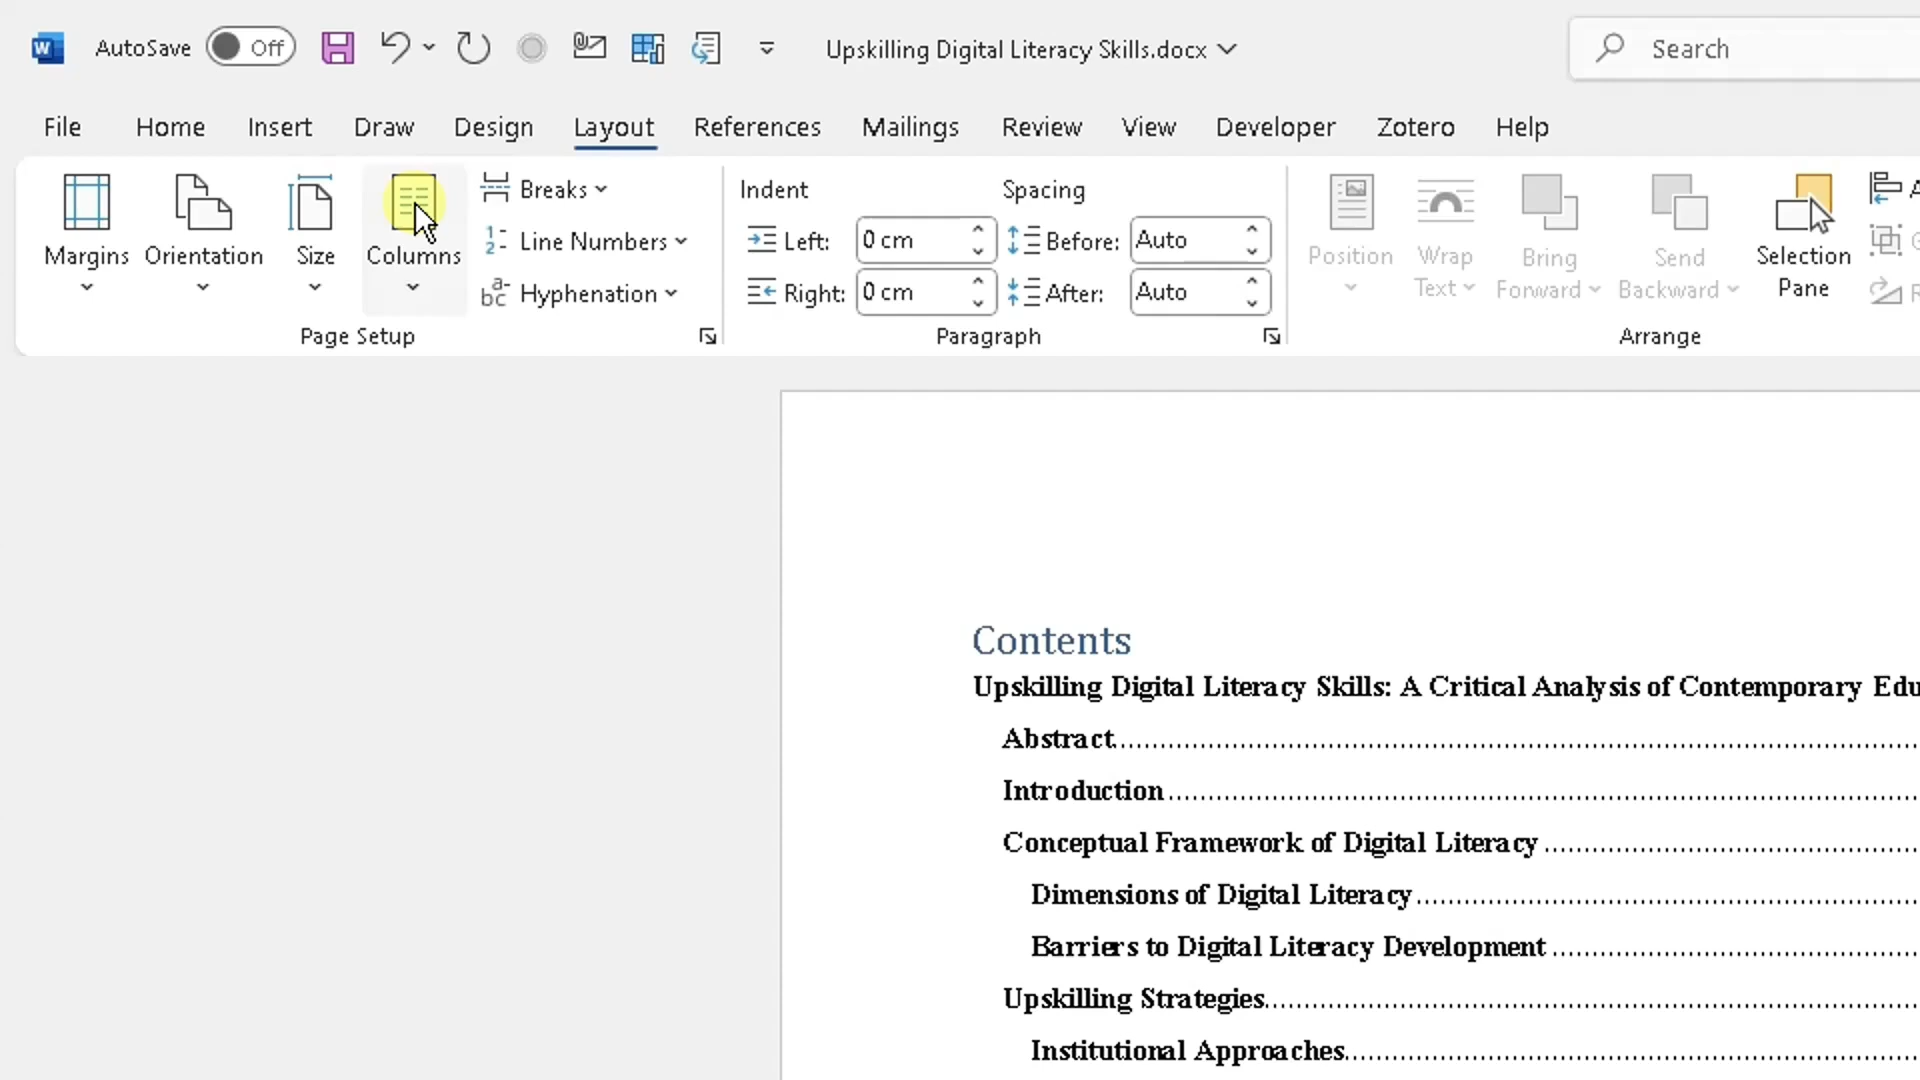 W AutoSave Off Upskilling Digital Literacy Skills.docx Search
File Home Insert Draw Design Layout References Mailings Review View Developer Zotero Help
Margins Orientation Size Columns
Breaks
Line Numbers
Hyphenation
Page Setup
Indent Spacing
Left: 0 cm Before: Auto
Right: 0 cm After: Auto
Paragraph
Position
Wrap Text
Bring Forward
Send Backward
Selection Pane
Arrange
Contents
Upskilling Digital Literacy Skills: A Critical Analysis of Contemporary Edu
Abstract
Introduction
Conceptual Framework of Digital Literacy
Dimensions of Digital Literacy
Barriers to Digital Literacy Development
Upskilling Strategies
Institutional Approaches